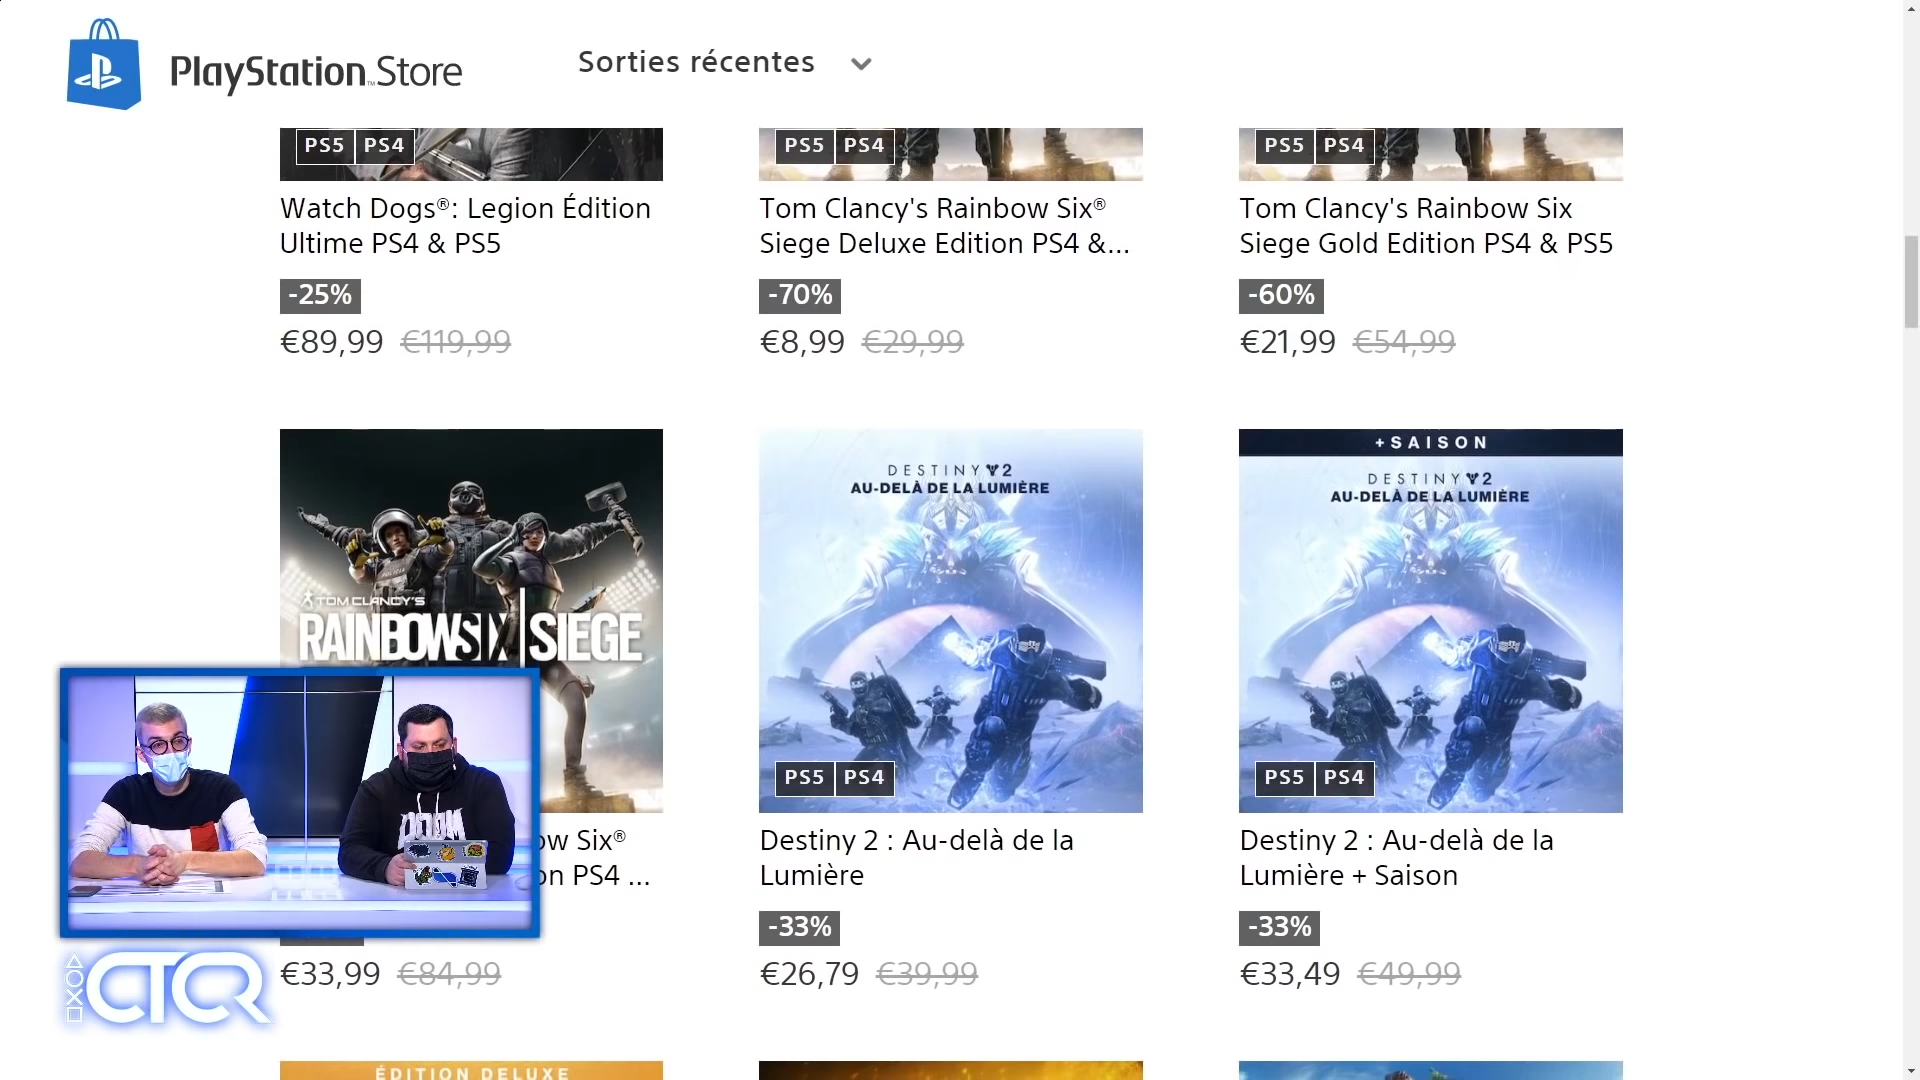 PlayStation™Store
Sorties récentes
PS5 PS4
PS5 PS4
PS5 PS4
Watch Dogs®: Legion Édition
Ultime PS4 & PS5
-25%
€89,99 €119,99
Tom Clancy's Rainbow Six®
Siege Deluxe Edition PS4 &...
-70%
€8,99 €29,99
Tom Clancy's Rainbow Six
Siege Gold Edition PS4 & PS5
-60%
€21,99 €54,99
TOM CLANCY'S
RAINBOWSIX|SIEGE
ow Six®
on PS4 ...
€33,99 €84,99
DESTINY 2
AU-DELÀ DE LA LUMIÈRE
PS5 PS4
Destiny 2 : Au-delà de la
Lumière
-33%
€26,79 €39,99
+SAISON
DESTINY 2
AU-DELÀ DE LA LUMIÈRE
PS5 PS4
Destiny 2 : Au-delà de la
Lumière + Saison
-33%
€33,49 €49,99
DOOM
CTCR
ÉDITION DELUXE